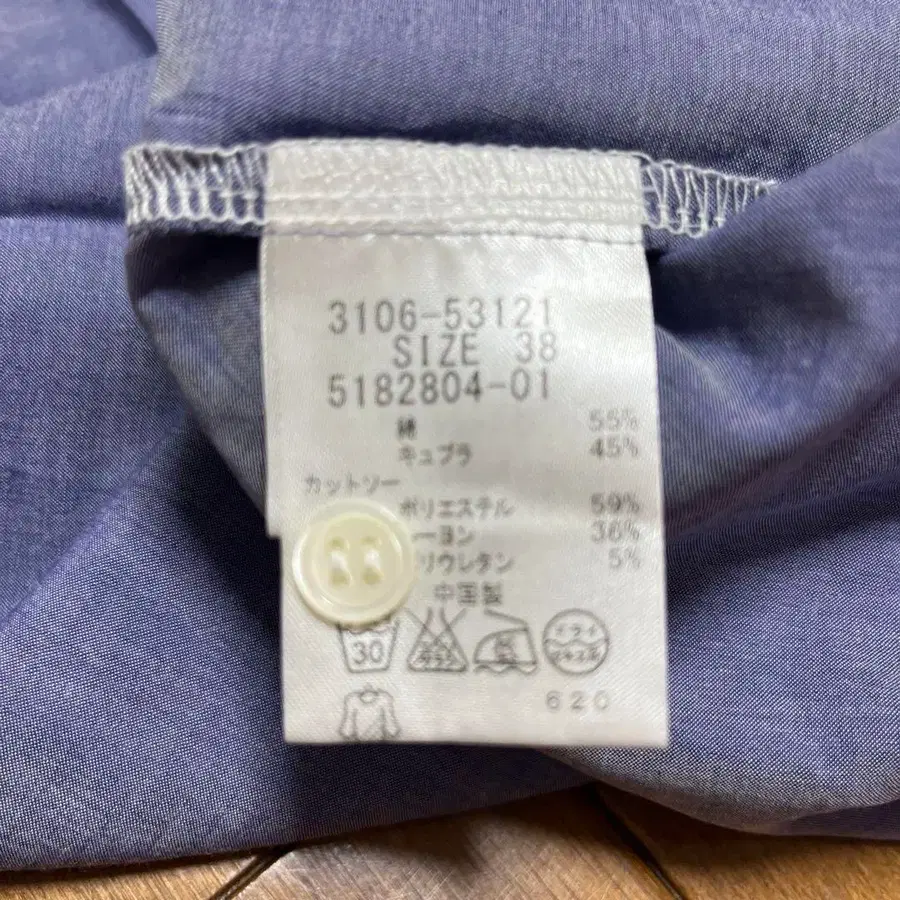 3106-53121
SIZE 38
5182804-01
綿 55%
キュプラ 45%
カットソー
ポリエステル 59%
ーヨン 36%
リウレタン 5%
中国製
30
620